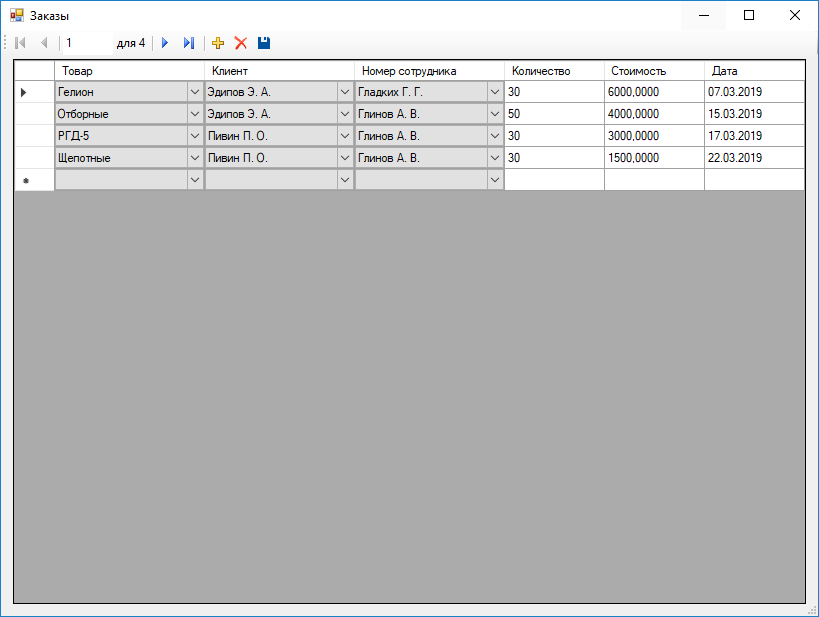 Заказы
1 для 4
Товар Клиент Номер сотрудника Количество Стоимость Дата
Гелион Эдипов Э. А. Гладких Г. Г. 30 6000,0000 07.03.2019
Отборные Эдипов Э. А. Глинов А. В. 50 4000,0000 15.03.2019
РГД-5 Пивин П. О. Глинов А. В. 30 3000,0000 17.03.2019
Щепотные Пивин П. О. Глинов А. В. 30 1500,0000 22.03.2019